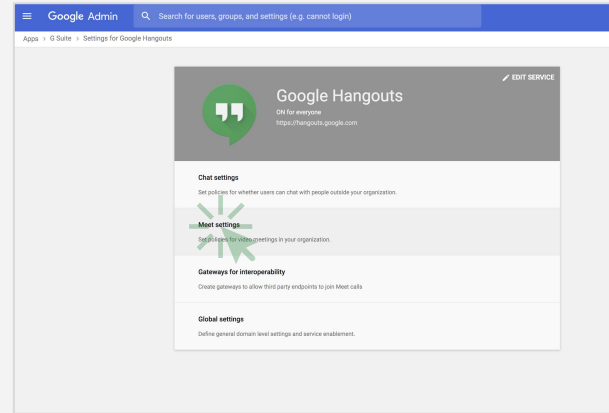 Google Admin
Search for users, groups, and settings (e.g. cannot login)
Apps > G Suite > Settings for Google Hangouts
EDIT SERVICE
Google Hangouts
ON for everyone
https://hangouts.google.com
Chat settings
Set policies for whether users can chat with people outside your organization.
Meet settings
Set policies for video meetings in your organization.
Gateways for interoperability
Create gateways to allow third party endpoints to join Meet calls
Global settings
Define general domain level settings and service enablement.